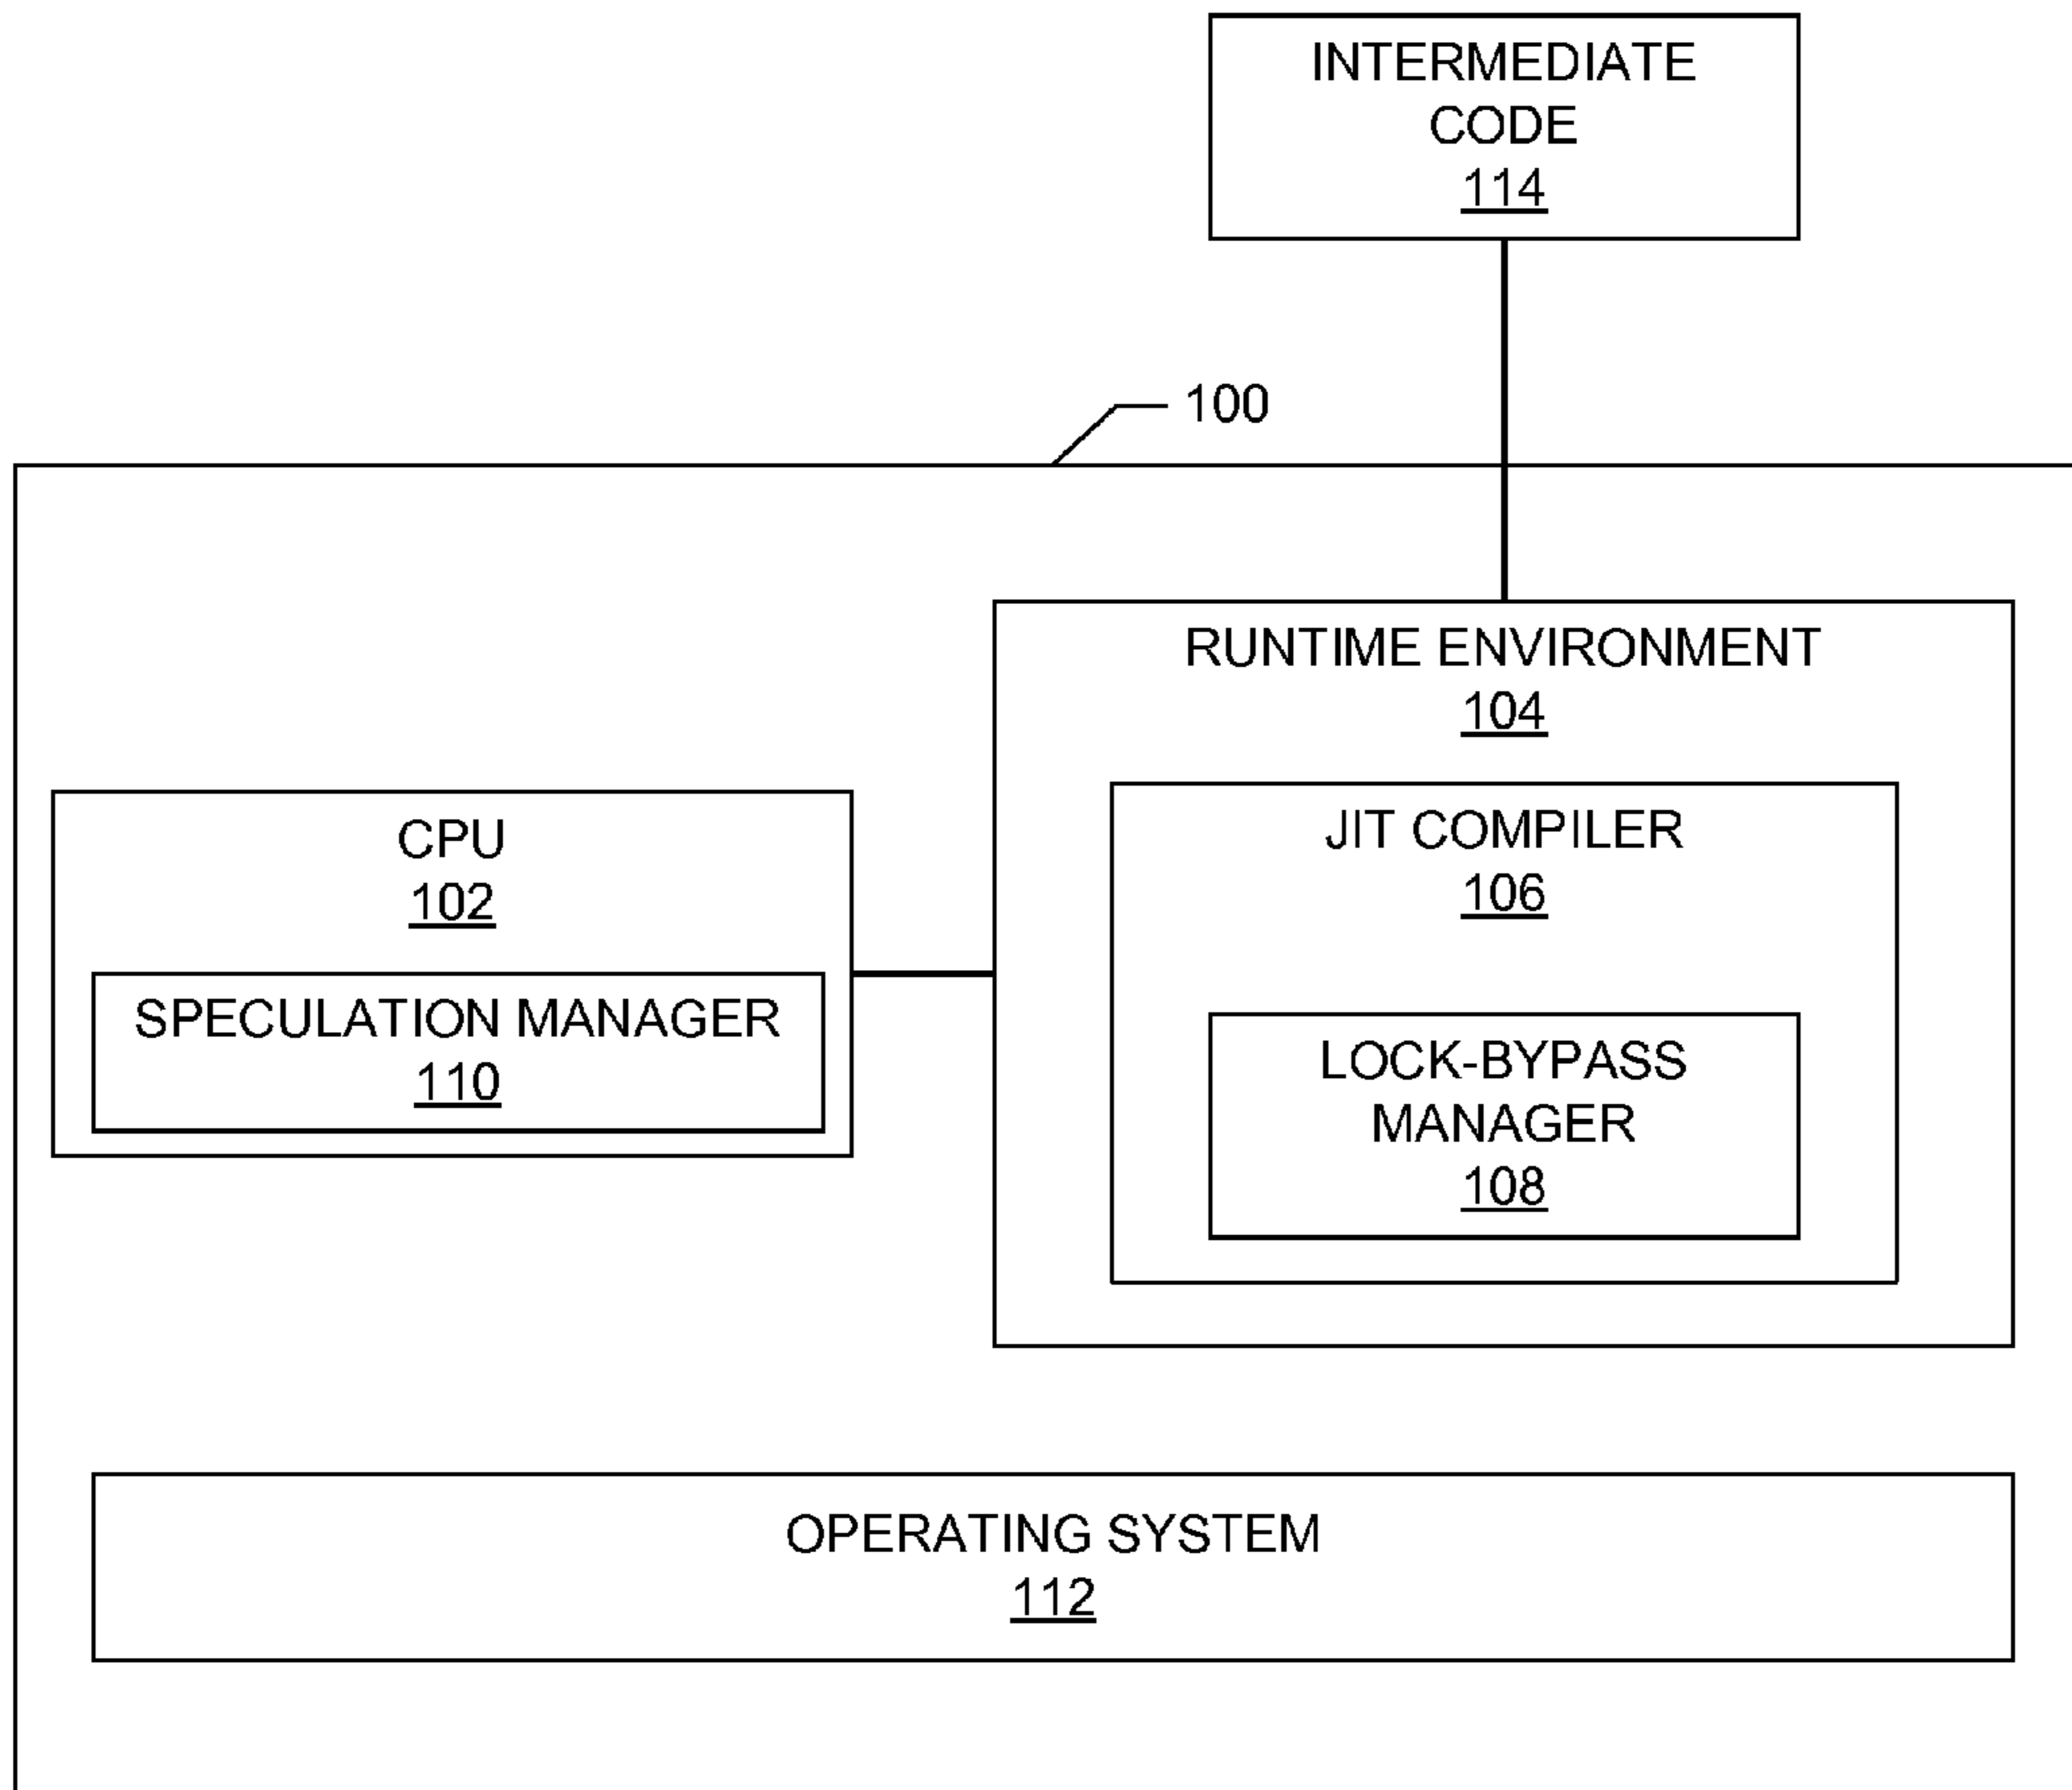 INTERMEDIATE
CODE
114
100
RUNTIME ENVIRONMENT
104
JIT COMPILER
106
LOCK-BYPASS
MANAGER
108
CPU
102
SPECULATION MANAGER
110
OPERATING SYSTEM
112